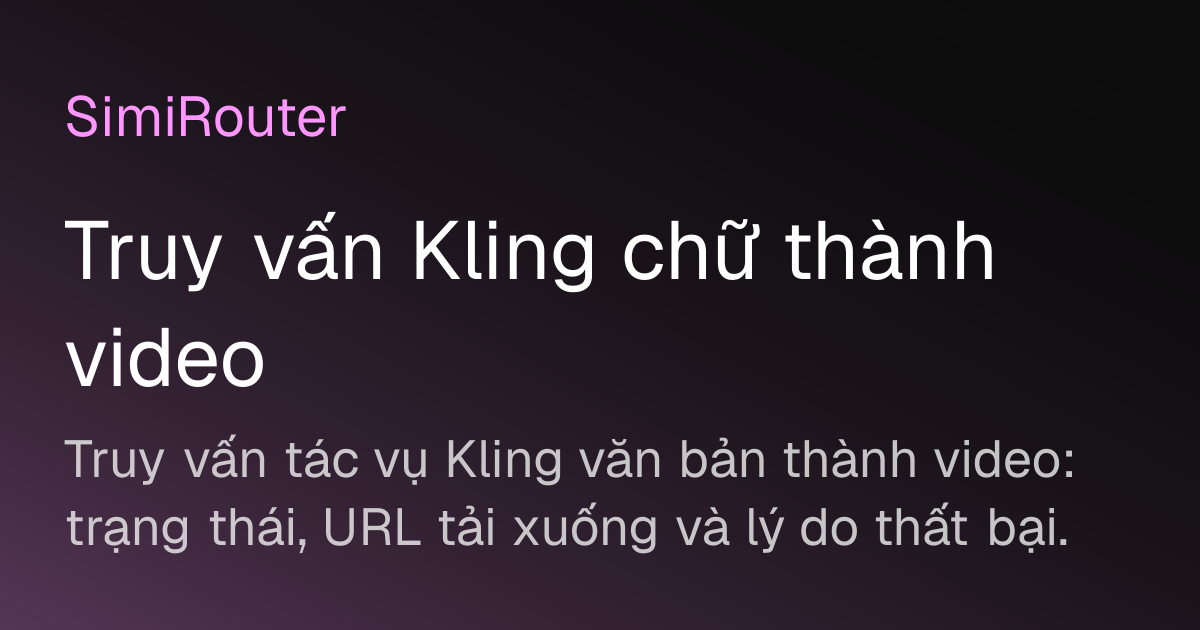 SimiRouter
Truy vấn Kling chữ thành
video
Truy vấn tác vụ Kling văn bản thành video:
trạng thái, URL tải xuống và lý do thất bại.